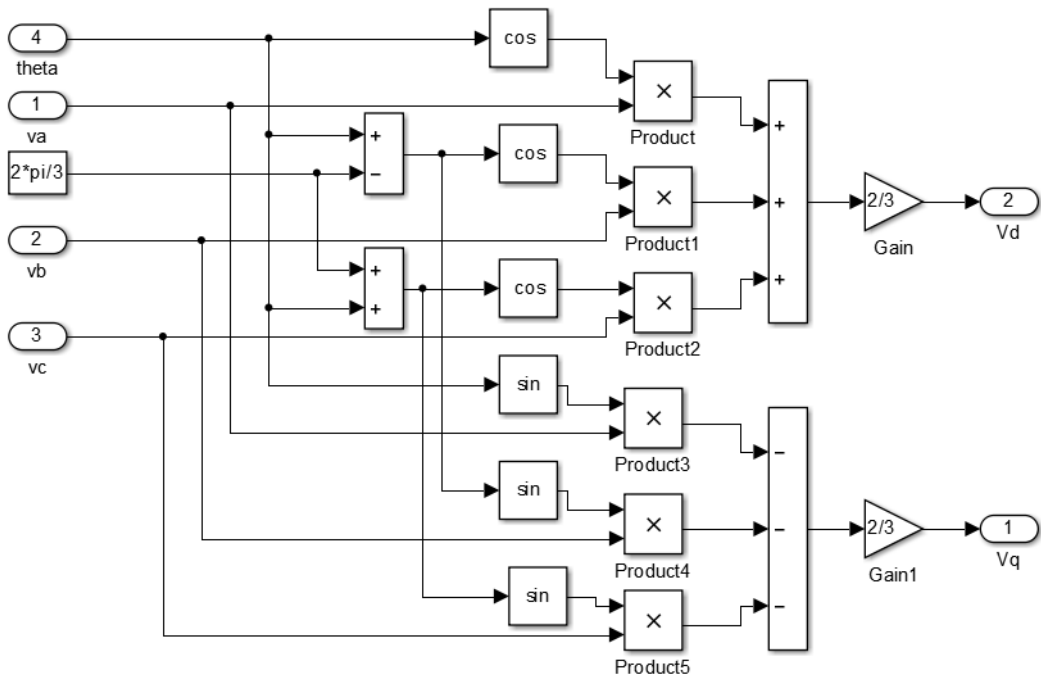 4
theta
cos
×
Product
1
va
+
−
cos
×
Product1
2*pi/3
2
vb
+
+
cos
×
Product2
+
+
+
2/3
Gain
2
Vd
3
vc
sin
×
Product3
sin
×
Product4
sin
×
Product5
−
−
−
2/3
Gain1
1
Vq